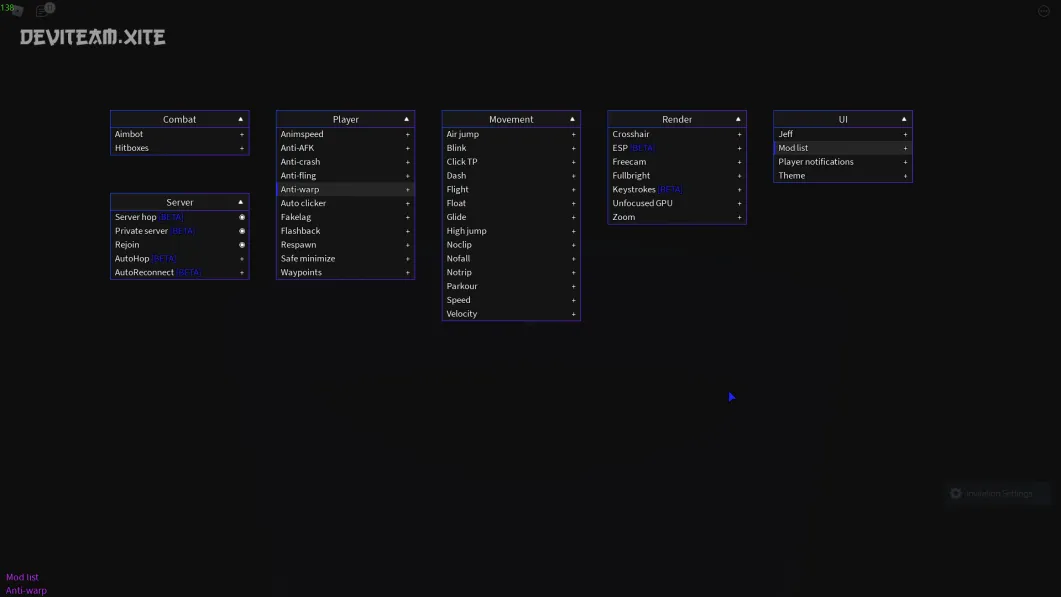 138
DEVITEAM.XITE
Combat
Aimbot
Hitboxes
Server
Server hop [BETA]
Private server [BETA]
Rejoin
AutoHop [BETA]
AutoReconnect [BETA]
Player
Animspeed
Anti-AFK
Anti-crash
Anti-fling
Anti-warp
Auto clicker
Fakelag
Flashback
Respawn
Safe minimize
Waypoints
Movement
Air jump
Blink
Click TP
Dash
Flight
Float
Glide
High jump
Noclip
Nofall
Notrip
Parkour
Speed
Velocity
Render
Crosshair
ESP [BETA]
Freecam
Fullbright
Keystrokes [BETA]
Unfocused GPU
Zoom
UI
Jeff
Mod list
Player notifications
Theme
Invitation Settings
Mod list
Anti-warp